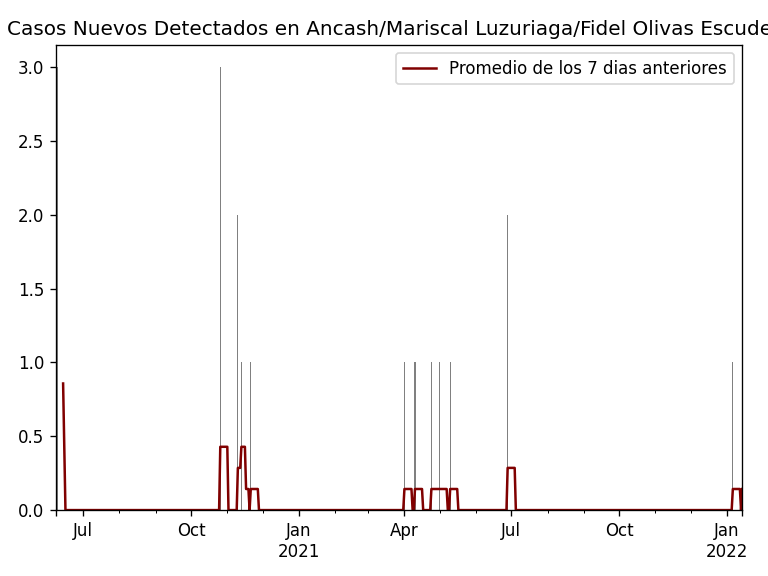 Casos Nuevos Detectados en Ancash/Mariscal Luzuriaga/Fidel Olivas Escude
Promedio de los 7 dias anteriores
3.0
2.5
2.0
1.5
1.0
0.5
0.0
Jul Oct Jan Apr Jul Oct Jan
2021 2022